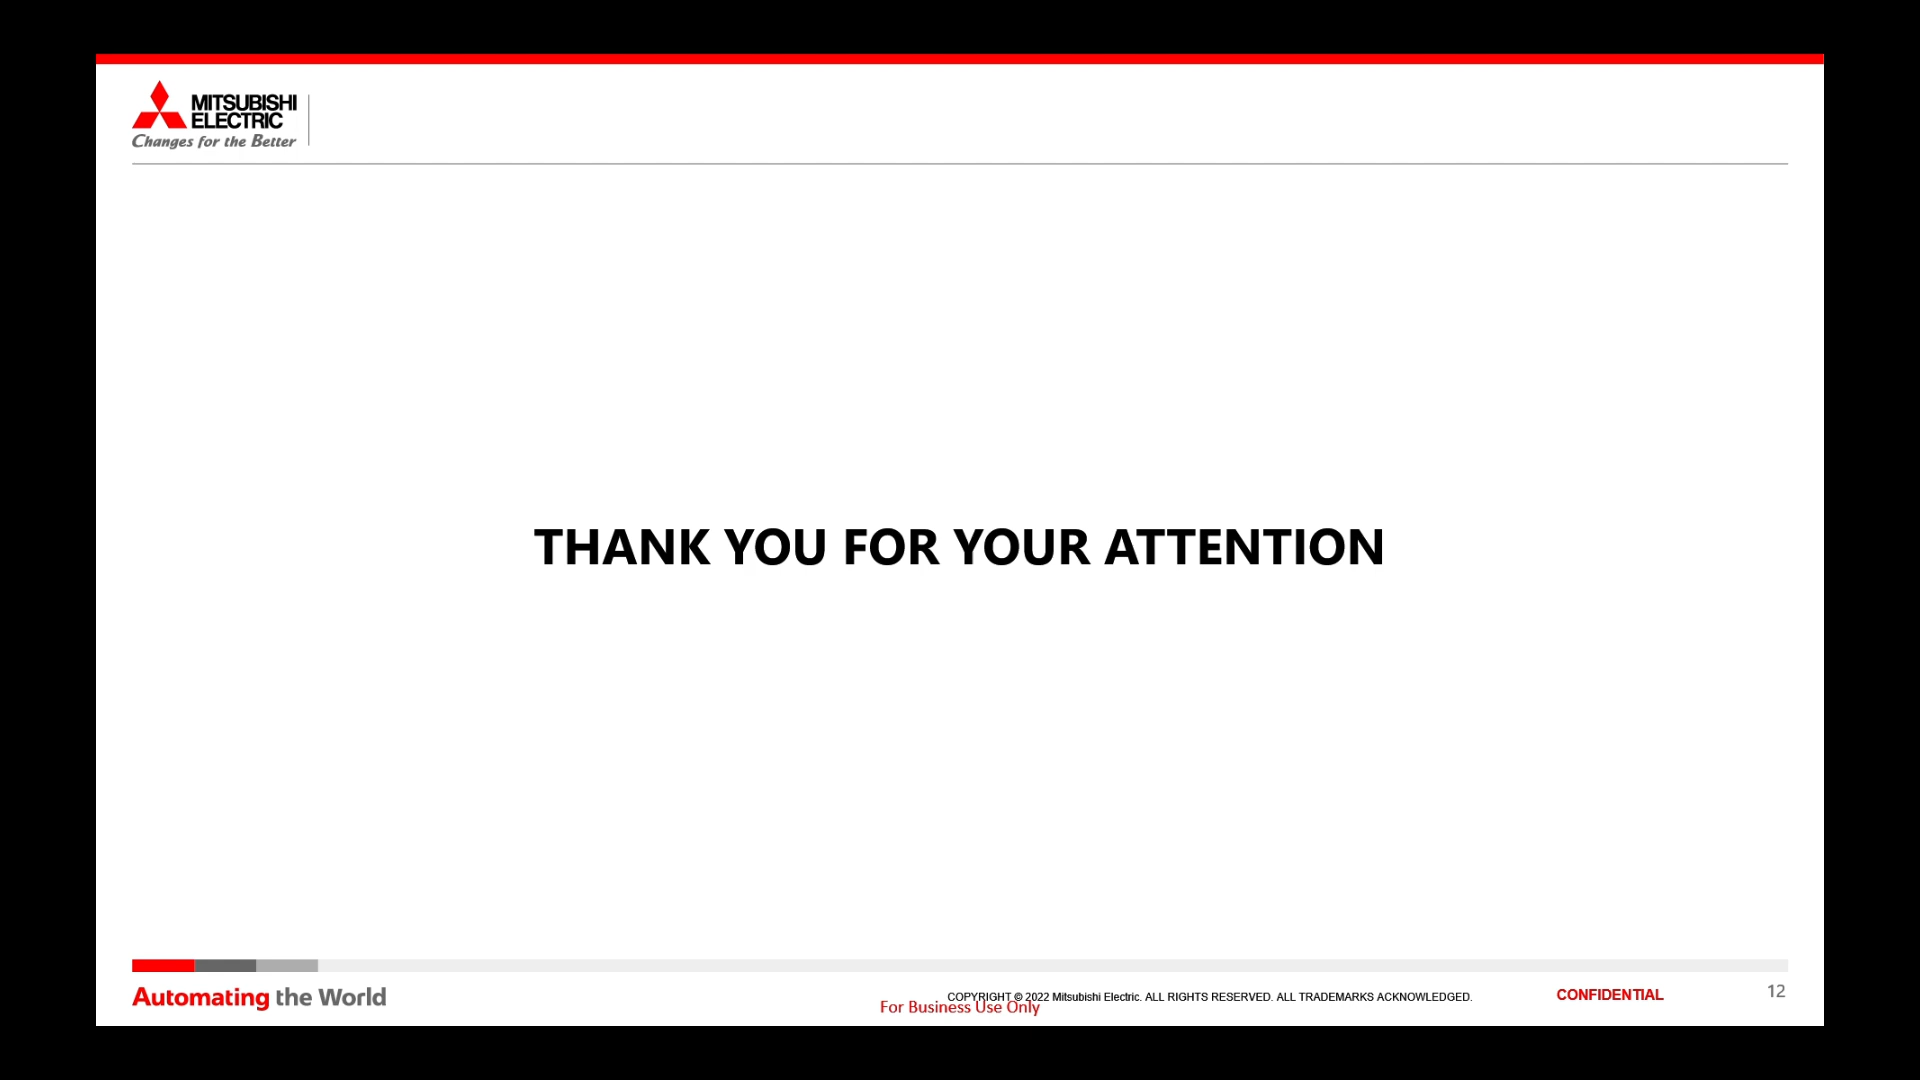 MITSUBISHI
ELECTRIC
Changes for the Better
THANK YOU FOR YOUR ATTENTION
Automating the World
COPYRIGHT © 2022 Mitsubishi Electric. ALL RIGHTS RESERVED. ALL TRADEMARKS ACKNOWLEDGED.
For Business Use Only
CONFIDENTIAL
12